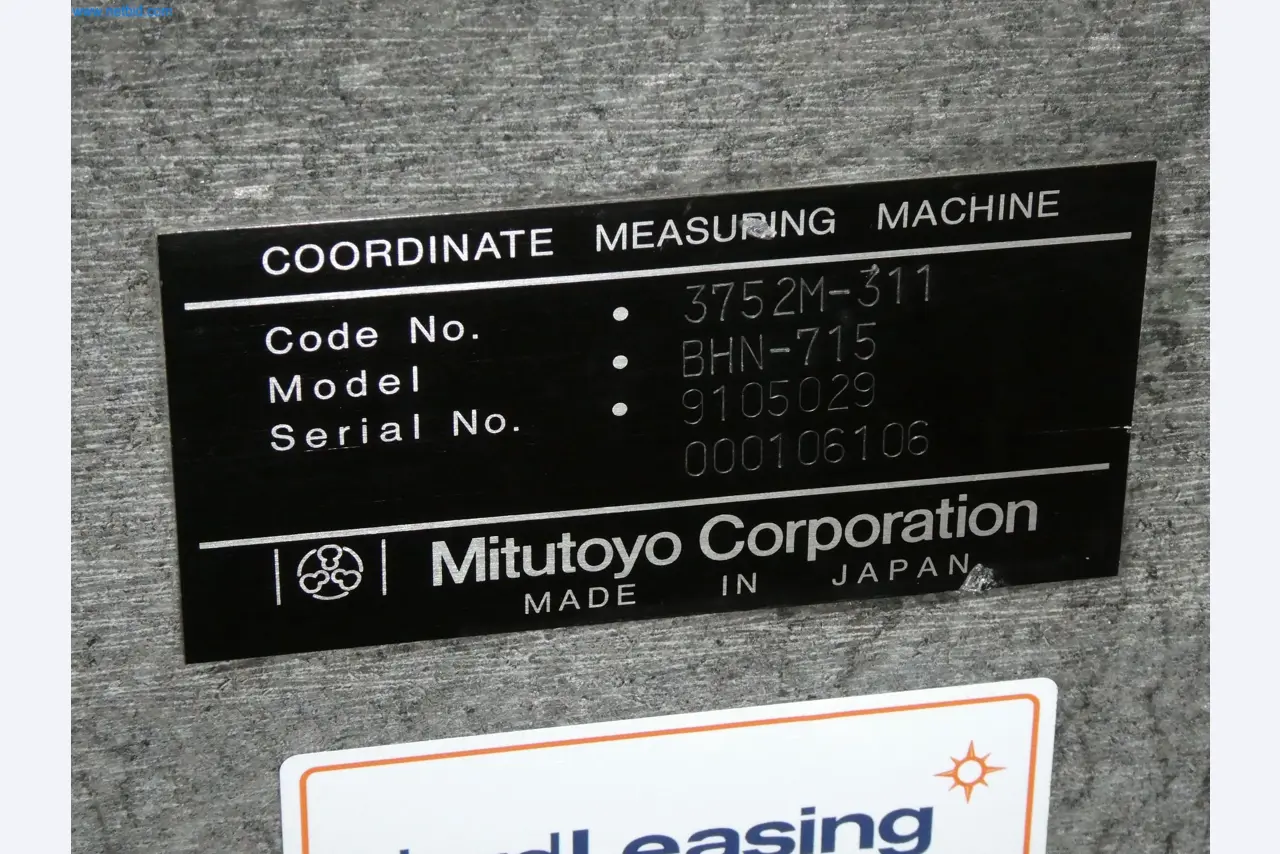 COORDINATE MEASURING MACHINE
Code No. • 3752M-311
Model • BHN-715
Serial No. • 9105029
000106106
Mitutoyo Corporation
MADE IN JAPAN